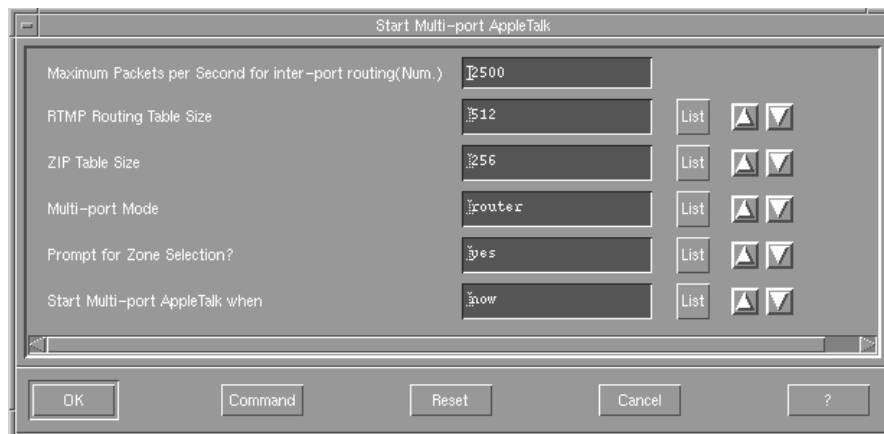 Start Multi-port AppleTalk
Maximum Packets per Second for inter-port routing(Num.) 2500
RTMP Routing Table Size 512 List
ZIP Table Size 256 List
Multi-port Mode router List
Prompt for Zone Selection? yes List
Start Multi-port AppleTalk when now List
OK Command Reset Cancel ?